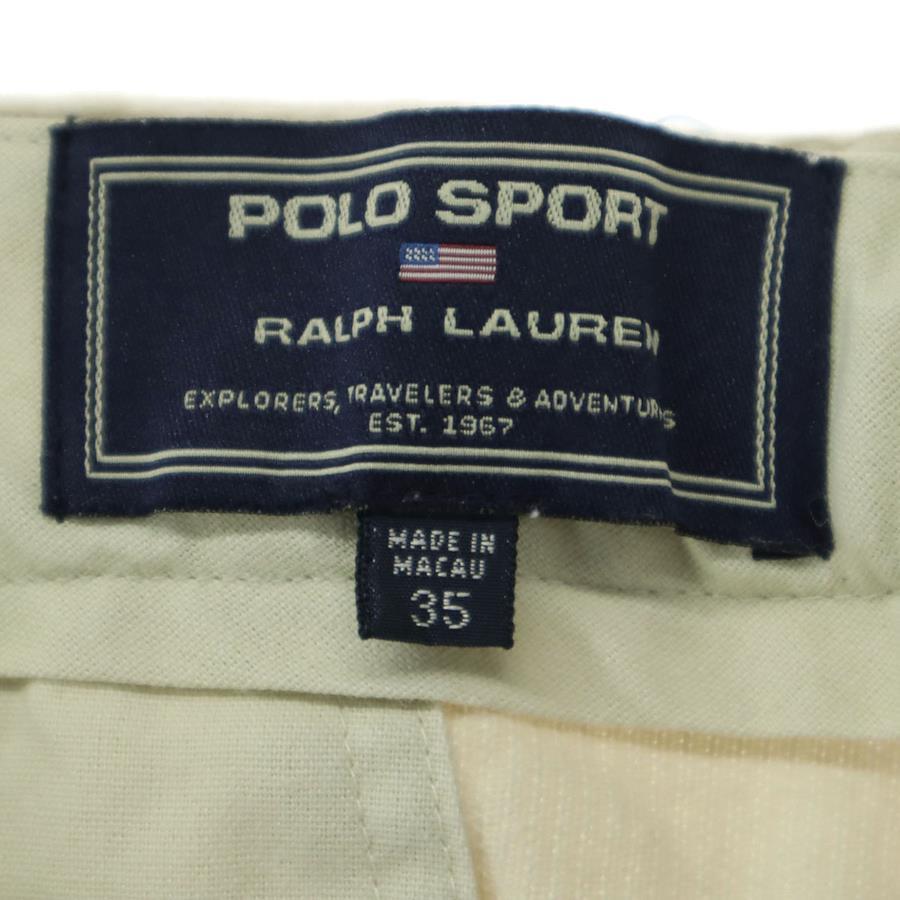 POLO SPORT
RALPH LAUREN
EXPLORERS, TRAVELERS & ADVENTURERS
EST. 1967
MADE IN
MACAU
35